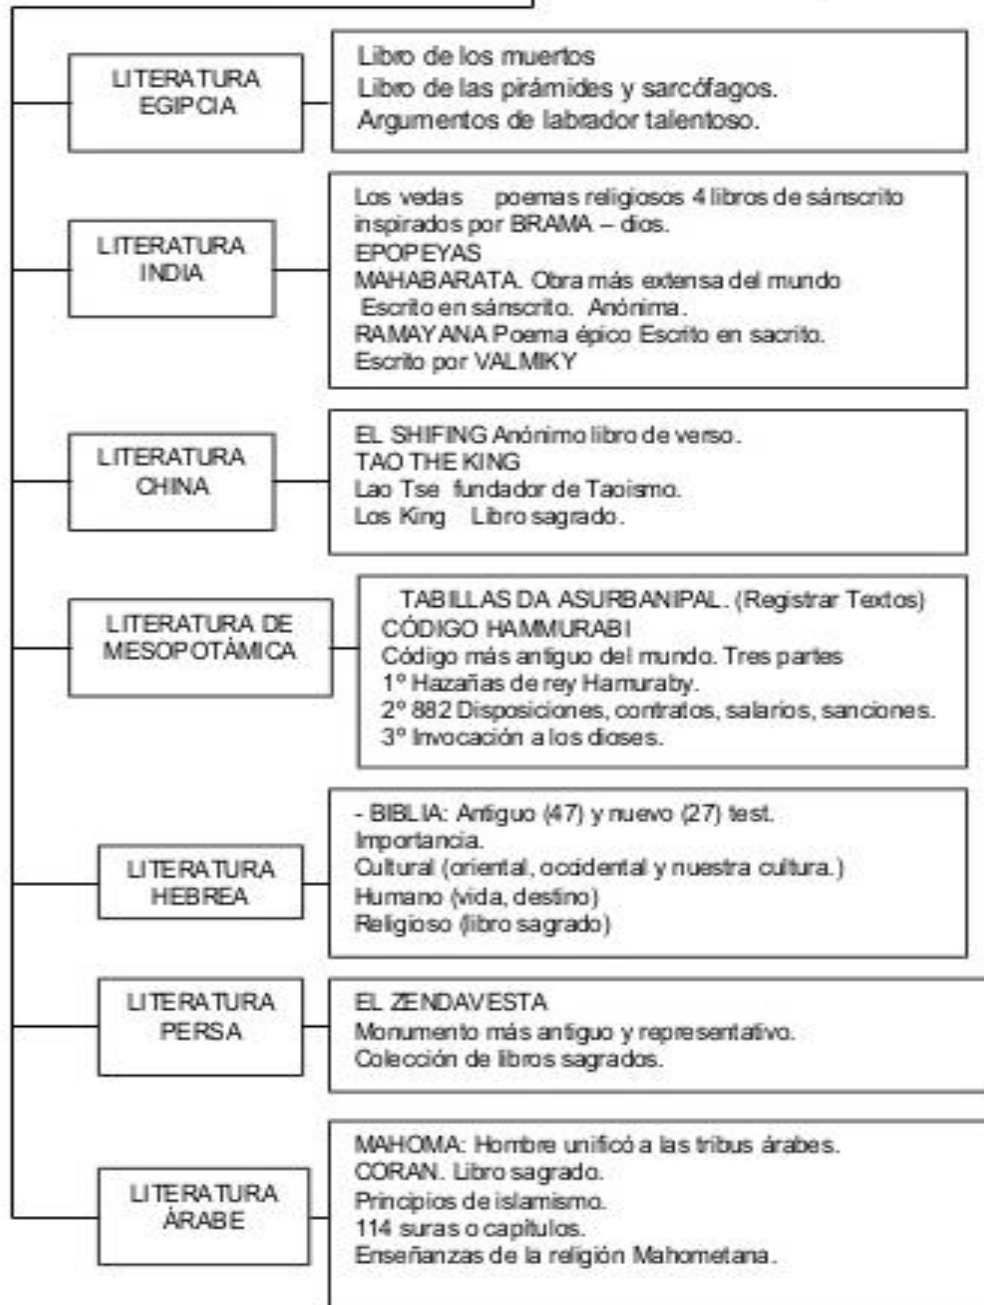 LITERATURA
EGIPCIA
Libro de los muertos
Libro de las pirámides y sarcófagos.
Argumentos de labrador talentoso.
LITERATURA
INDIA
Los vedas poemas religiosos 4 libros de sánscrito
inspirados por BRAMA – dios.
EPOPEYAS
MAHABARATA. Obra más extensa del mundo
Escrito en sánscrito. Anónima.
RAMAYANA Poema épico Escrito en sacrito.
Escrito por VALMIKY
LITERATURA
CHINA
EL SHIFING Anónimo libro de verso.
TAO THE KING
Lao Tse fundador de Taoismo.
Los King Libro sagrado.
LITERATURA DE
MESOPOTÁMICA
TABILLAS DA ASURBANIPAL. (Registrar Textos)
CÓDIGO HAMMURABI
Código más antiguo del mundo. Tres partes
1º Hazañas de rey Hamuraby.
2º 882 Disposiciones, contratos, salarios, sanciones.
3º Invocación a los dioses.
LITERATURA
HEBREA
- BIBLIA: Antiguo (47) y nuevo (27) test.
Importancia.
Cultural (oriental, occidental y nuestra cultura.)
Humano (vida, destino)
Religioso (libro sagrado)
LITERATURA
PERSA
EL ZENDAVESTA
Monumento más antiguo y representativo.
Colección de libros sagrados.
LITERATURA
ÁRABE
MAHOMA: Hombre unificó a las tribus árabes.
CORAN. Libro sagrado.
Principios de islamismo.
114 suras o capítulos.
Enseñanzas de la religión Mahometana.